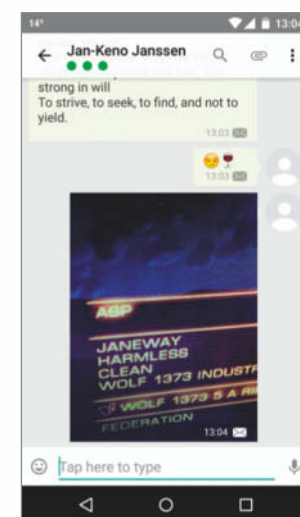 14°
13:04
Jan-Keno Janssen
strong in will
To strive, to seek, to find, and not to
yield.
13:03
13:03
ASP
JANEWAY
HARMLESS
CLEAN
WOLF 1373 INDUSTR
WOLF 1373 5 A RI
FEDERATION
13:04
Tap here to type